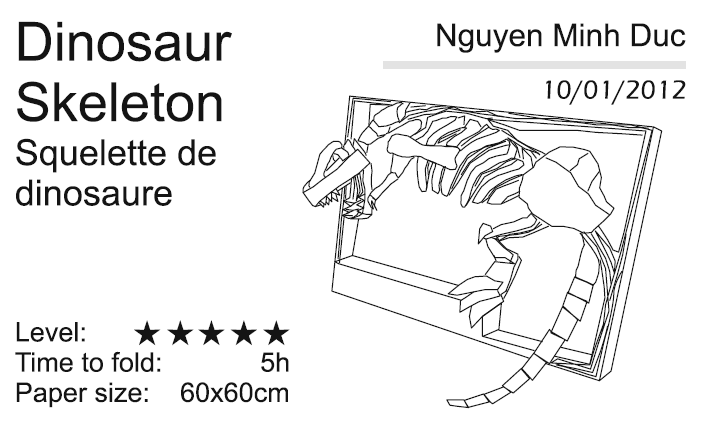 Dinosaur
Skeleton
Squelette de
dinosaure
Nguyen Minh Duc
10/01/2012
Level: ★★★★★
Time to fold: 5h
Paper size: 60x60cm